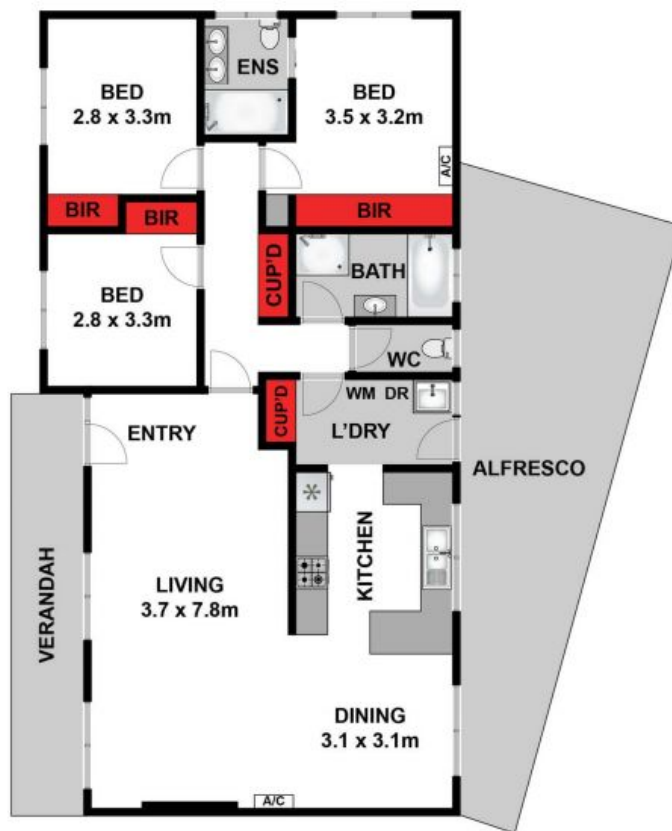 BED
2.8 x 3.3m
ENS
BED
3.5 x 3.2m
A/C
BIR
BIR
BIR
BED
2.8 x 3.3m
CUP'D
BATH
WC
CUP'D
WM DR
L'DRY
ENTRY
ALFRESCO
VERANDAH
KITCHEN
LIVING
3.7 x 7.8m
DINING
3.1 x 3.1m
A/C